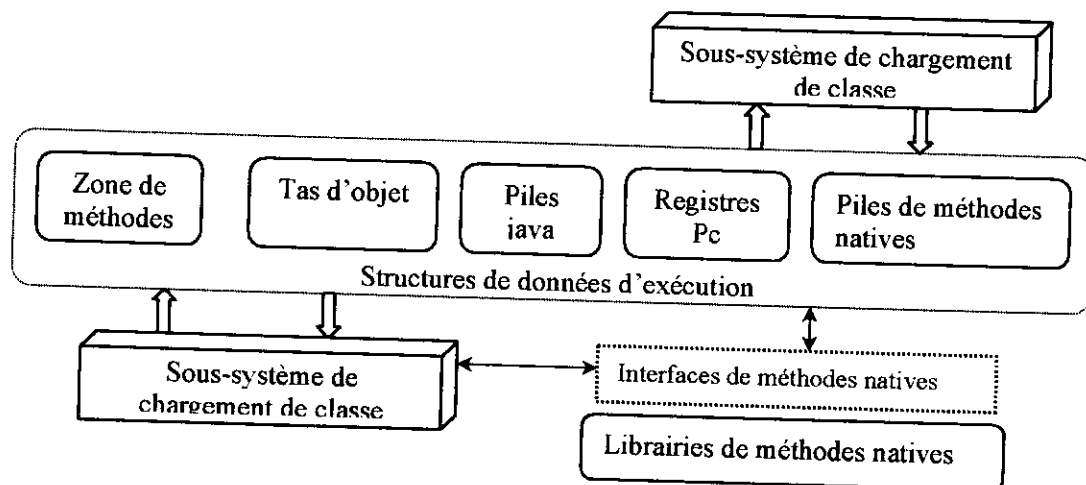 Sous-système de chargement
de classe
Zone de
méthodes
Tas d'objet
Piles
java
Registres
Pc
Piles de méthodes
natives
Structures de données d'exécution
Sous-système de
chargement de classe
Interfaces de méthodes natives
Librairies de méthodes natives